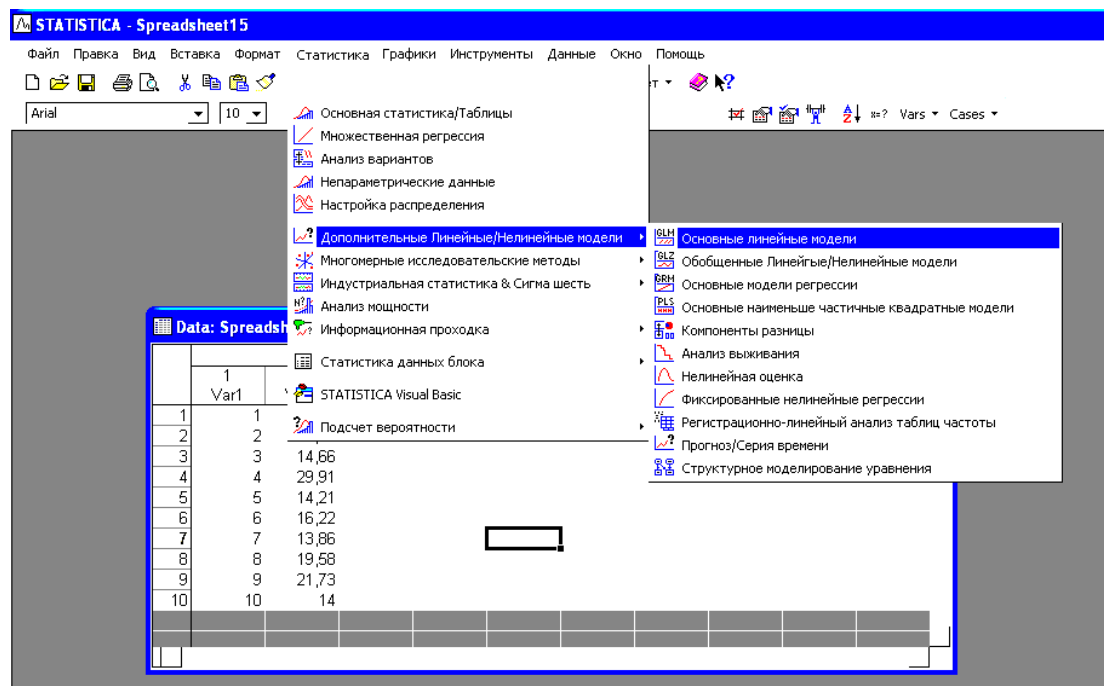 STATISTICA - Spreadsheet15
Файл Правка Вид Вставка Формат Статистика Графики Инструменты Данные Окно Помощь
Arial 10 x=? Vars Cases
Основная статистика/Таблицы
Множественная регрессия
Анализ вариантов
Непараметрические данные
Настройка распределения
Дополнительные Линейные/Нелинейные модели
Многомерные исследовательские методы
Индустриальная статистика & Сигма шесть
Анализ мощности
Информационная проходка
Статистика данных блока
STATISTICA Visual Basic
Подсчет вероятности
GLM Основные линейные модели
GLZ Обобщенные Линейгые/Нелинейные модели
GRM Основные модели регрессии
PLS Основные наименьше частичные квадратные модели
Компоненты разницы
Анализ выживания
Нелинейная оценка
Фиксированные нелинейные регрессии
Регистрационно-линейный анализ таблиц частоты
Прогноз/Серия времени
Структурное моделирование уравнения
Data: Spreadsh
1
Var1
1 1
2 2
3 3 14,66
4 4 29,91
5 5 14,21
6 6 16,22
7 7 13,86
8 8 19,58
9 9 21,73
10 10 14